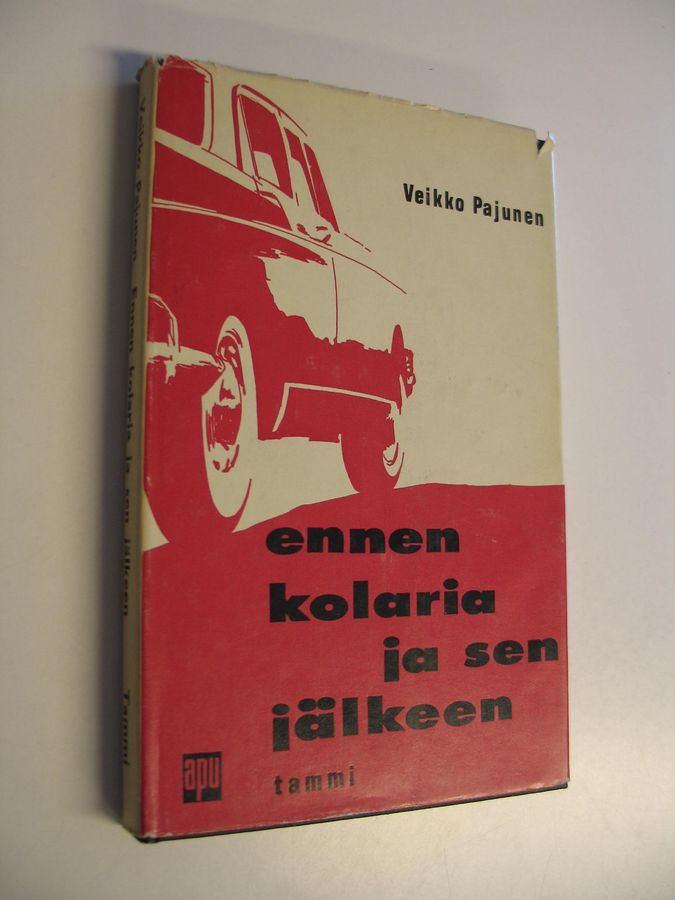 Veikko Pajunen
ennen
kolaria
ja sen
jälkeen
apu
tammi
Veikko Pajunen Ennen kolaria ja sen jälkeen Tammi